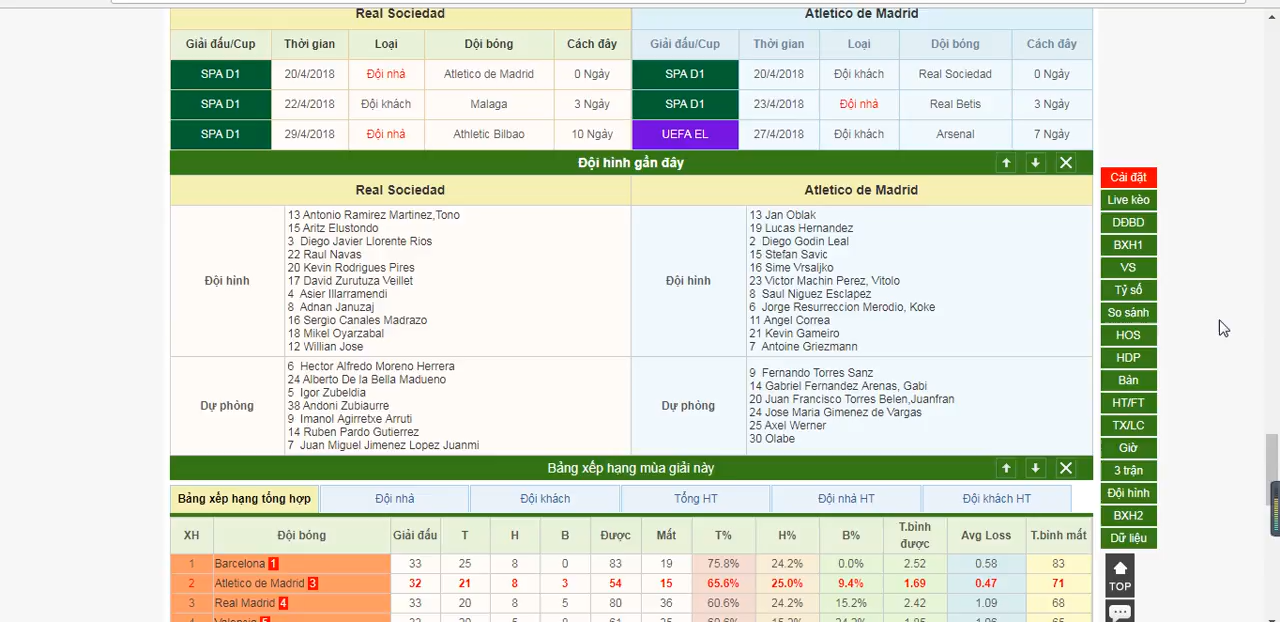 Real Sociedad Atletico de Madrid
Giải đấu/Cup Thời gian Loại Dội bóng Cách đây Giải đấu/Cup Thời gian Loại Dội bóng Cách đây
SPA D1 20/4/2018 Đội nhà Atletico de Madrid 0 Ngày SPA D1 20/4/2018 Đội khách Real Sociedad 0 Ngày
SPA D1 22/4/2018 Đội khách Malaga 3 Ngày SPA D1 23/4/2018 Đội nhà Real Betis 3 Ngày
SPA D1 29/4/2018 Đội nhà Athletic Bilbao 10 Ngày UEFA EL 27/4/2018 Đội khách Arsenal 7 Ngày
Đội hình gần đây
Real Sociedad Atletico de Madrid
Đội hình
13 Antonio Ramirez Martinez,Tono
15 Aritz Elustondo
3 Diego Javier Llorente Rios
22 Raul Navas
20 Kevin Rodrigues Pires
17 David Zurutuza Veillet
4 Asier Illarramendi
8 Adnan Januzaj
16 Sergio Canales Madrazo
18 Mikel Oyarzabal
12 Willian Jose
Đội hình
13 Jan Oblak
19 Lucas Hernandez
2 Diego Godin Leal
15 Stefan Savic
16 Sime Vrsaljko
23 Victor Machin Perez, Vitolo
8 Saul Niguez Esclapez
6 Jorge Resurreccion Merodio, Koke
11 Angel Correa
21 Kevin Gameiro
7 Antoine Griezmann
Dự phòng
6 Hector Alfredo Moreno Herrera
24 Alberto De la Bella Madueno
5 Igor Zubeldia
38 Andoni Zubiaurre
9 Imanol Agirretxe Arruti
14 Ruben Pardo Gutierrez
7 Juan Miguel Jimenez Lopez Juanmi
Dự phòng
9 Fernando Torres Sanz
14 Gabriel Fernandez Arenas, Gabi
20 Juan Francisco Torres Belen,Juanfran
24 Jose Maria Gimenez de Vargas
25 Axel Werner
30 Olabe
Bảng xếp hạng mùa giải này
Bảng xếp hạng tổng hợp Đội nhà Đội khách Tổng HT Đội nhà HT Đội khách HT
XH Đội bóng Giải đấu T H B Được Mất T% H% B% T.bình được Avg Loss T.bình mất
1 Barcelona 1 33 25 8 0 83 19 75.8% 24.2% 0.0% 2.52 0.58 83
2 Atletico de Madrid 3 32 21 8 3 54 15 65.6% 25.0% 9.4% 1.69 0.47 71
3 Real Madrid 4 33 20 8 5 80 36 60.6% 24.2% 15.2% 2.42 1.09 68
Cài đặt
Live kèo
DĐBD
BXH1
VS
Tỷ số
So sánh
HOS
HDP
Bàn
HT/FT
TX/LC
Giờ
3 trận
Đội hình
BXH2
Dữ liệu
TOP